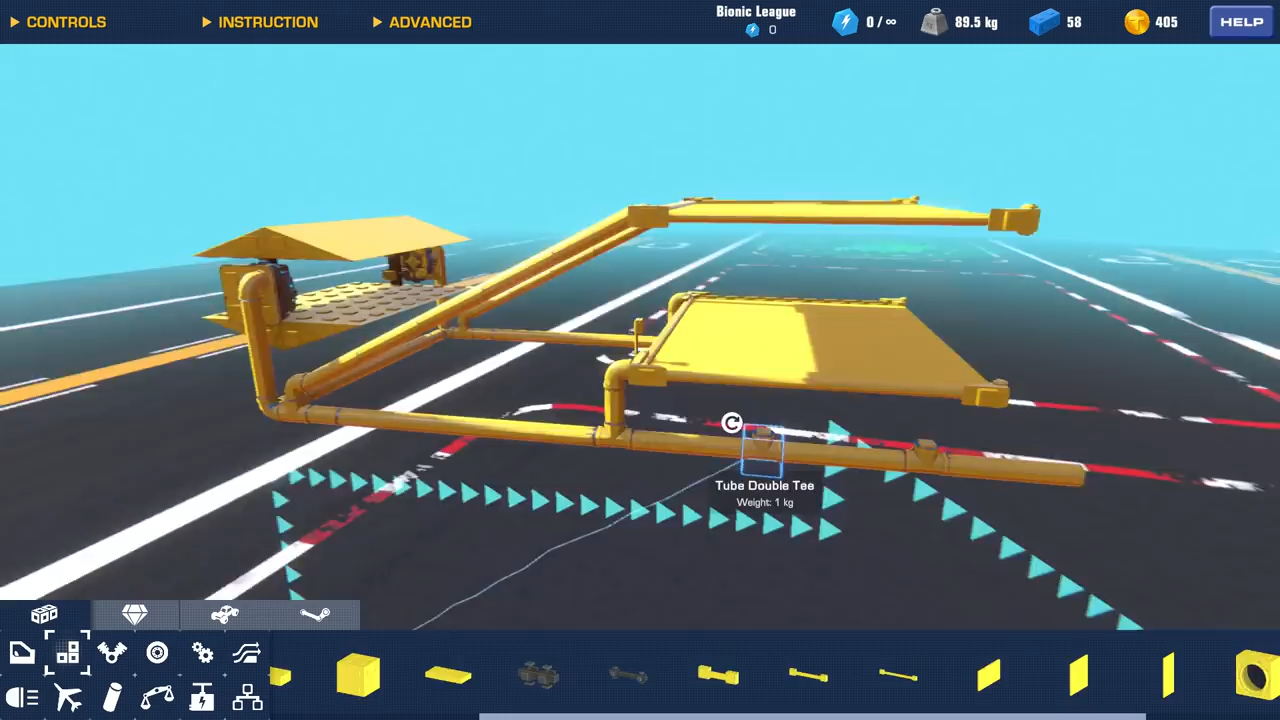 CONTROLS
INSTRUCTION
ADVANCED
Bionic League
0
0 / ∞
89.5 kg
58
405
HELP
Tube Double Tee
Weight: 1 kg